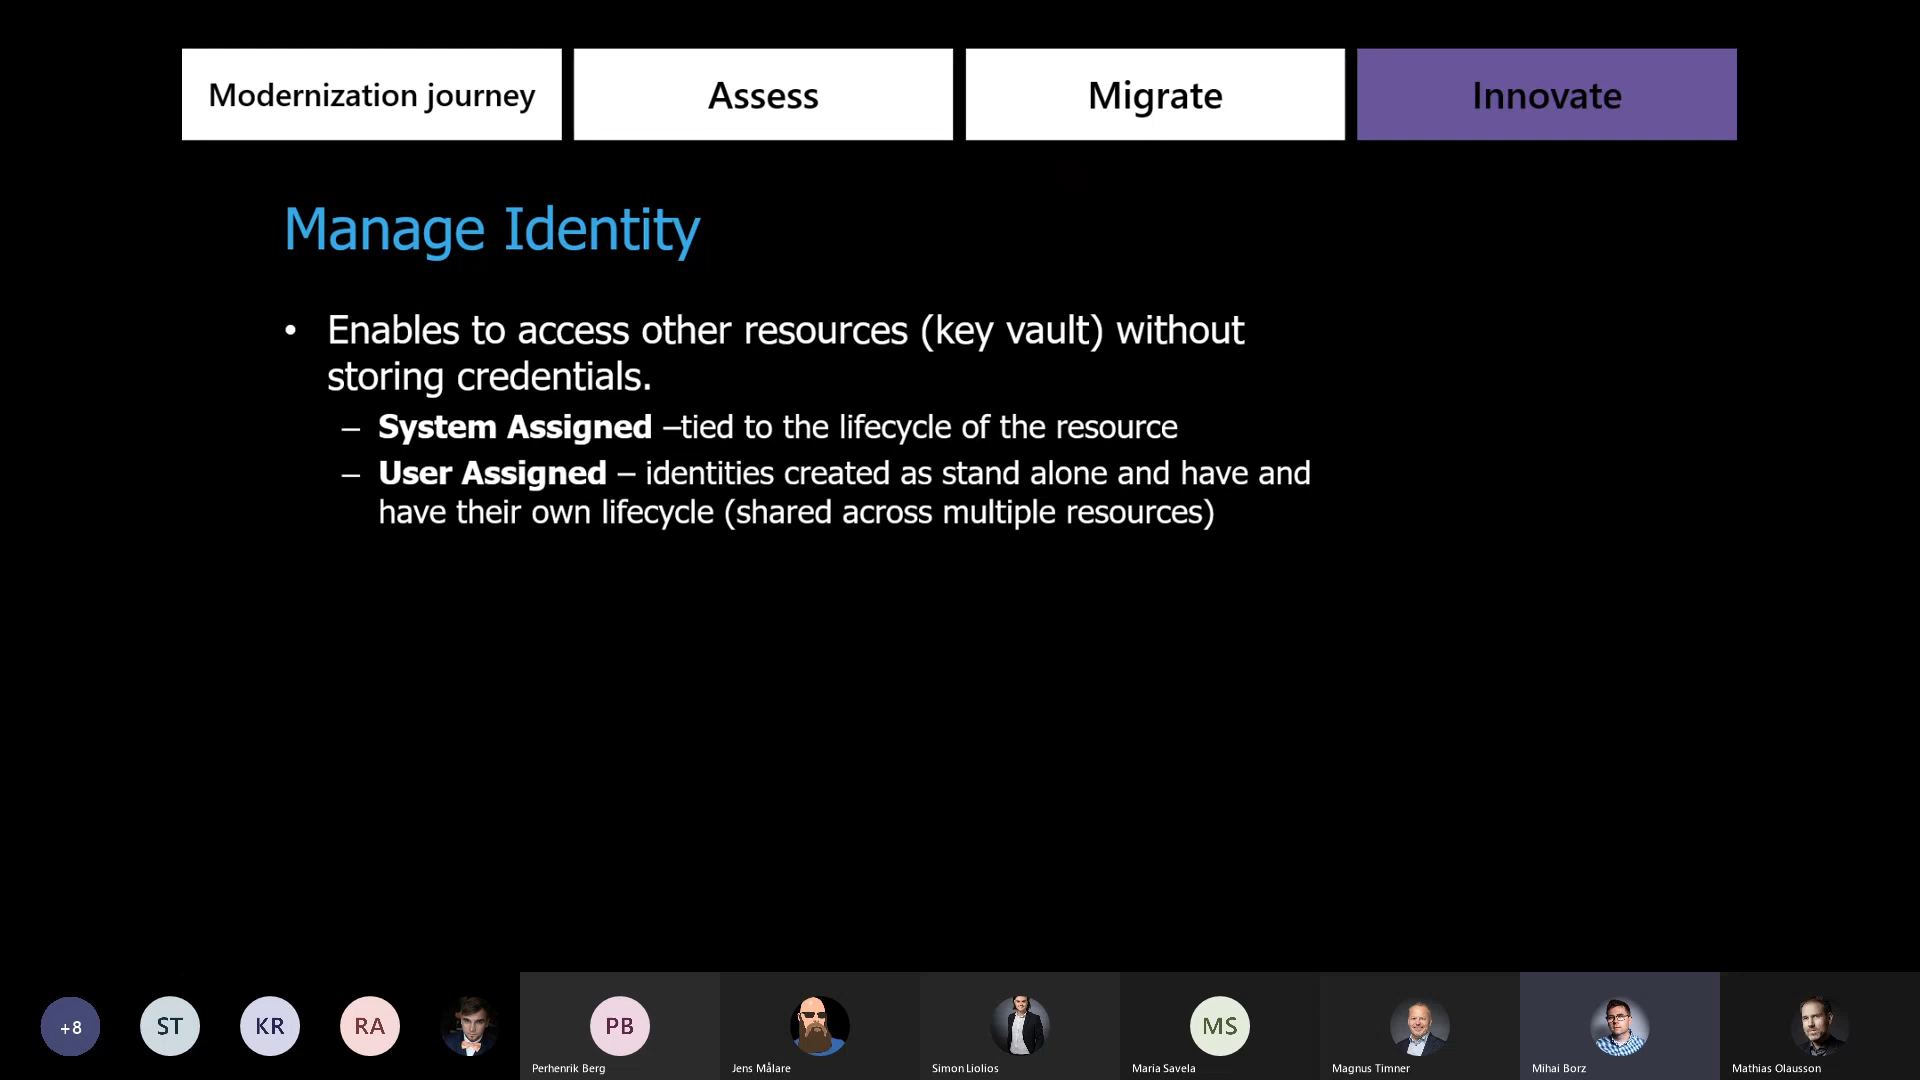 Modernization journey
Assess
Migrate
Innovate
Manage Identity
• Enables to access other resources (key vault) without
storing credentials.
– System Assigned –tied to the lifecycle of the resource
– User Assigned – identities created as stand alone and have and
have their own lifecycle (shared across multiple resources)
+8
ST
KR
RA
PB
MS
Perhenrik Berg
Jens Målare
Simon Liolios
Maria Savela
Magnus Timner
Mihai Borz
Mathias Olausson